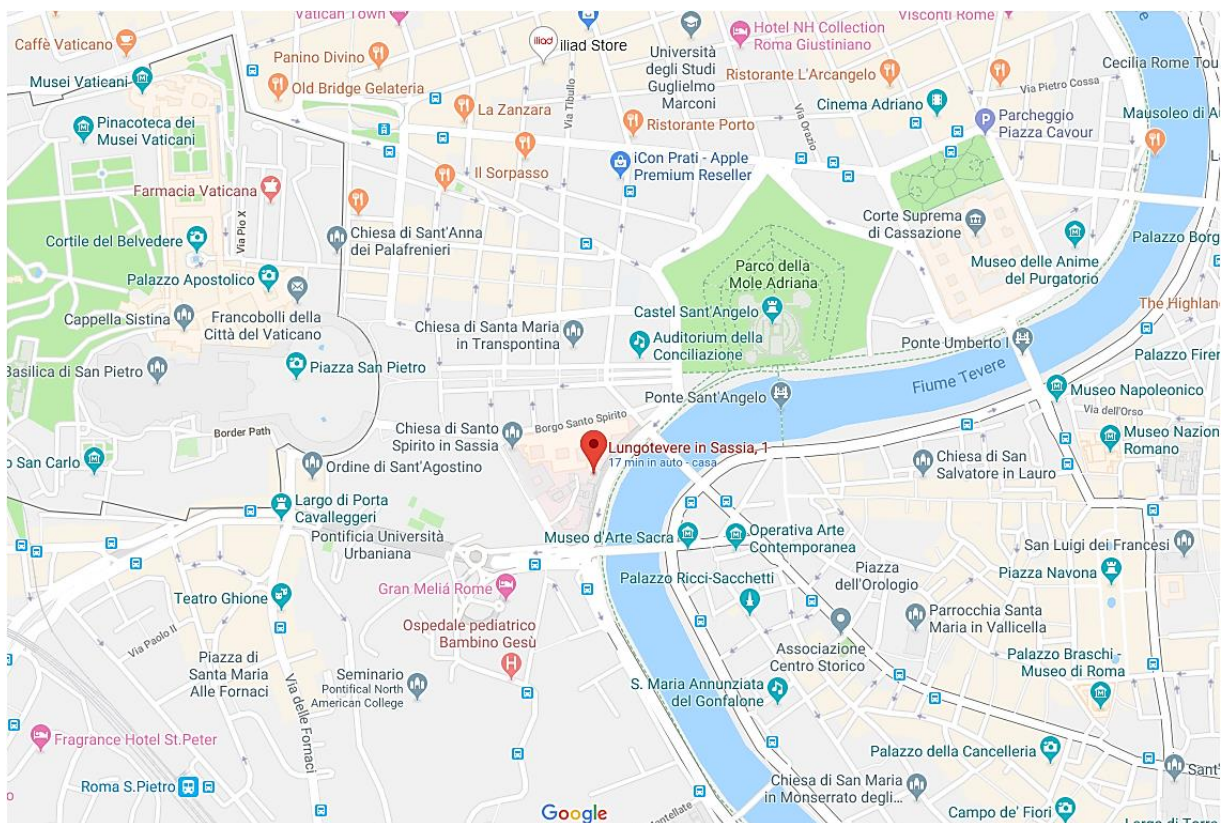 Vatican Town
Visconti Rome
Caffè Vaticano
Panino Divino
iliad
iliad Store
Università
degli Studi
Guglielmo
Marconi
Hotel NH Collection
Roma Giustiniano
Cecilia Rome Tou
Musei Vaticani
Old Bridge Gelateria
La Zanzara
Via Tibullo
Ristorante L'Arcangelo
Cinema Adriano
Via Pietro Cossa
Pinacoteca dei
Musei Vaticani
Ristorante Porto
Via Orazio
Parcheggio
Piazza Cavour
P
Mausoleo di Au
Farmacia Vaticana
Il Sorpasso
iCon Prati - Apple
Premium Reseller
Via Pio X
Cortile del Belvedere
Chiesa di Sant'Anna
dei Palafrenieri
Corte Suprema
di Cassazione
Palazzo Borg
Palazzo Apostolico
Parco della
Mole Adriana
Museo delle Anime
del Purgatorio
Cappella Sistina
Francobolli della
Città del Vaticano
Chiesa di Santa Maria
in Transpontina
Castel Sant'Angelo
Auditorium della
Conciliazione
The Highlan
Ponte Umberto I
Basilica di San Pietro
Piazza San Pietro
Palazzo Firen
Fiume Tevere
Museo Napoleonico
Ponte Sant'Angelo
Via dell'Orso
Border Path
Chiesa di Santo
Spirito in Sassia
Borgo Santo Spirito
Museo Nazion
Romano
Lungotevere in Sassia, 1
17 min in auto - casa
o San Carlo
Ordine di Sant'Agostino
Chiesa di San
Salvatore in Lauro
Largo di Porta
Cavalleggeri
Pontificia Università
Urbaniana
Museo d'Arte Sacra
Operativa Arte
Contemporanea
San Luigi dei Francesi
Gran Meliá Rome
Palazzo Ricci-Sacchetti
Piazza
dell'Orologio
Piazza Navona
Teatro Ghione
Ospedale pediatrico
Bambino Gesù
H
Parrocchia Santa
Maria in Vallicella
Via Paolo II
Piazza di
Santa Maria
Alle Fornaci
Associazione
Centro Storico
Palazzo Braschi -
Museo di Roma
Seminario
Pontifical North
American College
S. Maria Annunziata
del Gonfalone
Via delle Fornaci
Fragrance Hotel St.Peter
Palazzo della Cancelleria
Sant'
Roma S.Pietro
Chiesa di San Maria
in Monserrato degli...
Campo de' Fiori
Google